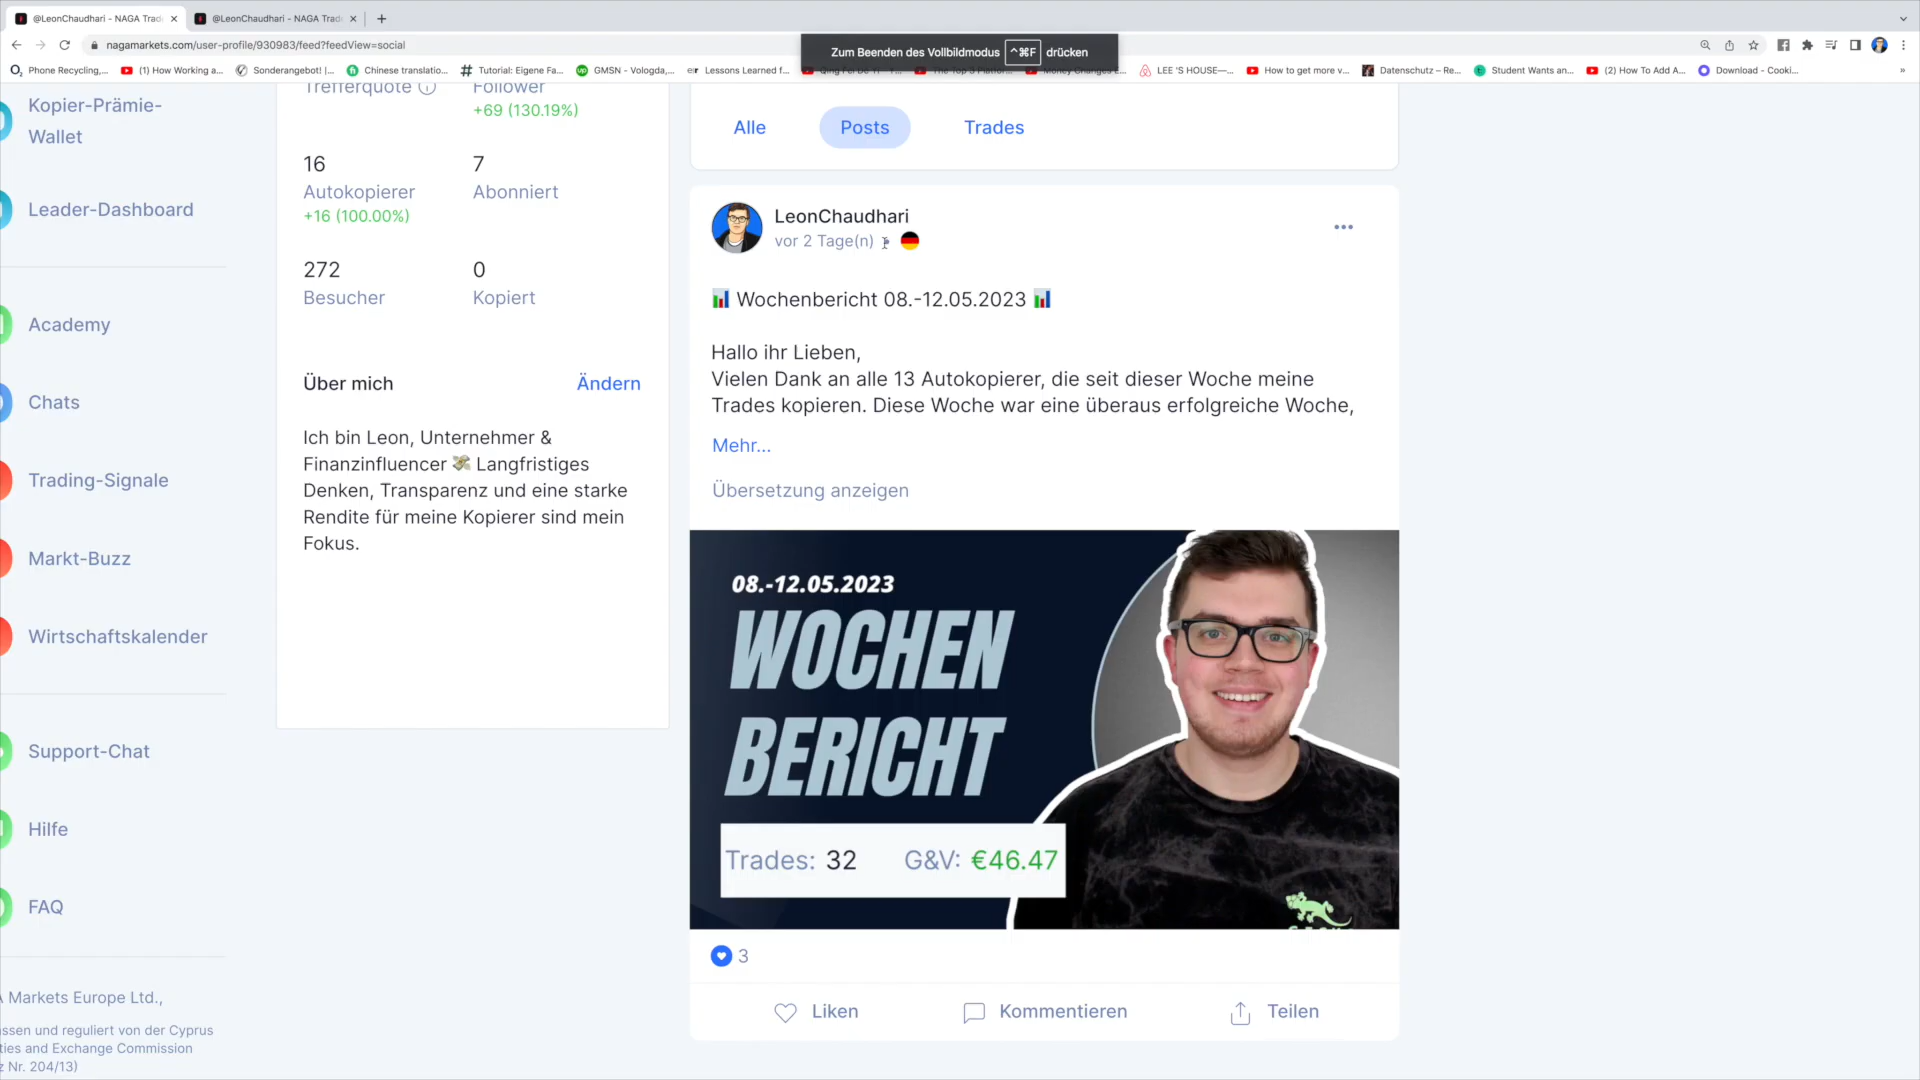 @LeonChaudhari - NAGA Trad
@LeonChaudhari - NAGA Trad
nagamarkets.com/user-profile/930983/feed?feedView=social
Zum Beenden des Vollbildmodus ^⌘F drücken
Phone Recycling,...
(1) How Working a...
Sonderangebot! |...
Chinese translatio...
Tutorial: Eigene Fa...
GMSN - Vologda,...
Lessons Learned f...
LEE 'S HOUSE—...
How to get more v...
Datenschutz – Re...
Student Wants an...
(2) How To Add A...
Download - Cooki...
Kopier-Prämie-
Wallet
Leader-Dashboard
Academy
Chats
Trading-Signale
Markt-Buzz
Wirtschaftskalender
Support-Chat
Hilfe
FAQ
A Markets Europe Ltd.,
assen und reguliert von der Cyprus
ties and Exchange Commission
z Nr. 204/13)
Trefferquote
Follower
+69 (130.19%)
16
7
Autokopierer
Abonniert
+16 (100.00%)
272
0
Besucher
Kopiert
Über mich
Ändern
Ich bin Leon, Unternehmer &
Finanzinfluencer 💸 Langfristiges
Denken, Transparenz und eine starke
Rendite für meine Kopierer sind mein
Fokus.
Alle
Posts
Trades
LeonChaudhari
vor 2 Tage(n)
📊 Wochenbericht 08.-12.05.2023 📊
Hallo ihr Lieben,
Vielen Dank an alle 13 Autokopierer, die seit dieser Woche meine
Trades kopieren. Diese Woche war eine überaus erfolgreiche Woche,
Mehr...
Übersetzung anzeigen
08.-12.05.2023
WOCHEN
BERICHT
Trades: 32 G&V: €46.47
3
Liken
Kommentieren
Teilen